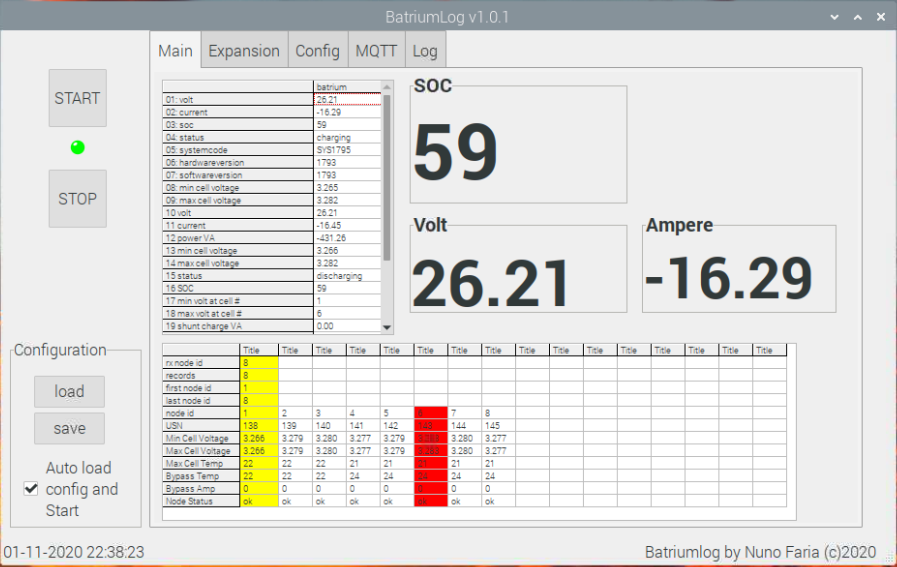 BatriumLog v1.0.1
Main Expansion Config MQTT Log
START
STOP
batrium
01: volt 26.21
02: current -16.29
03: soc 59
04: status charging
05: systemcode SYS1795
06: hardwareversion 1793
07: softwareversion 1793
08: min cell voltage 3.265
09: max cell voltage 3.282
10 volt 26.21
11 current -16.45
12 power VA -431.26
13 min cell voltage 3.266
14 max cell voltage 3.282
15 status discharging
16 SOC 59
17 min volt at cell # 1
18 max volt at cell # 6
19 shunt charge VA 0.00
SOC
59
Volt
26.21
Ampere
-16.29
Configuration
load
save
Auto load
config and
Start
Title Title Title Title Title Title Title Title Title Title Title Title Title Title Title Title
rx node id 8
records 8
first node id 1
last node id 8
node id 1 2 3 4 5 6 7 8
USN 138 139 140 141 142 143 144 145
Min Cell Voltage 3.266 3.279 3.280 3.277 3.279 3.280 3.277
Max Cell Voltage 3.266 3.279 3.280 3.277 3.279 3.280 3.277
Max Cell Temp 22 22 22 21 21 21 21 21
Bypass Temp 22 22 22 24 24 24 24 24
Bypass Amp 0 0 0 0 0 0 0 0
Node Status ok ok ok ok ok ok ok ok
01-11-2020 22:38:23
Batriumlog by Nuno Faria (c)2020